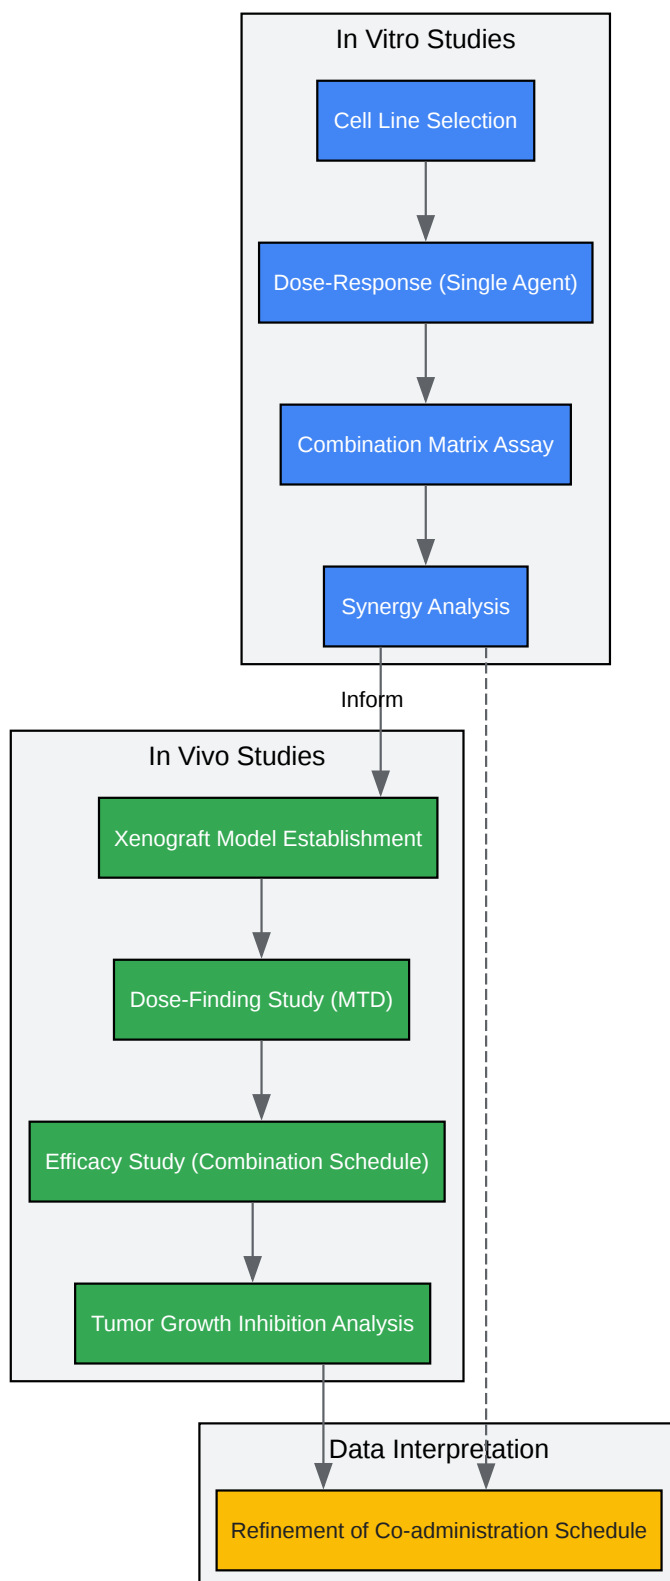 In Vitro Studies
Cell Line Selection
Dose-Response (Single Agent)
Combination Matrix Assay
Synergy Analysis
Inform
In Vivo Studies
Xenograft Model Establishment
Dose-Finding Study (MTD)
Efficacy Study (Combination Schedule)
Tumor Growth Inhibition Analysis
Data Interpretation
Refinement of Co-administration Schedule